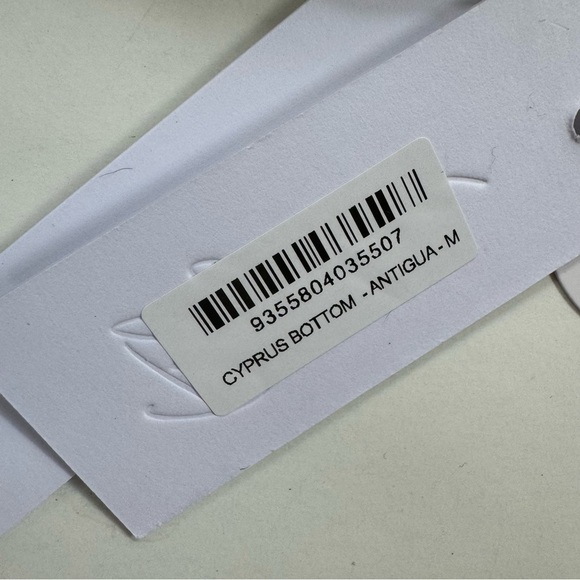 9355804035507
CYPRUS BOTTOM - ANTIGUA - M